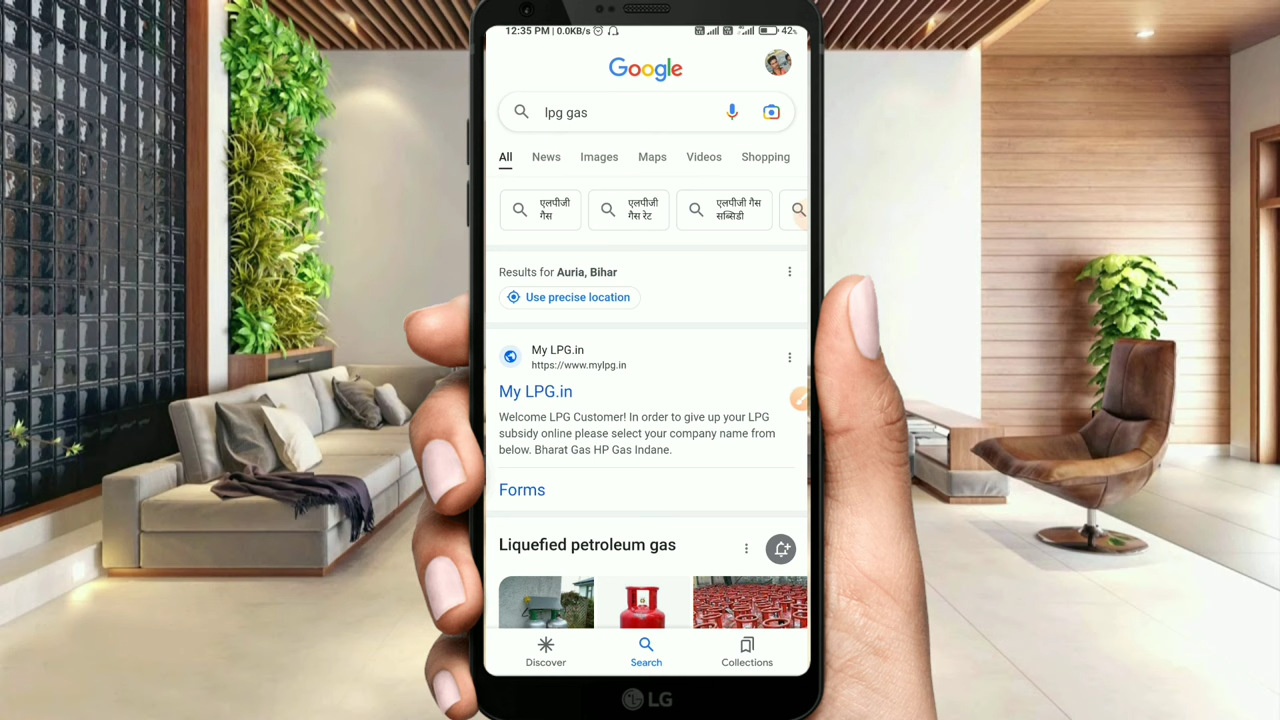 12:35 PM | 0.0KB/s
42%
Google
lpg gas
All News Images Maps Videos Shopping
एलपीजी गैस
एलपीजी गैस रेट
एलपीजी गैस सब्सिडी
Results for Auria, Bihar
Use precise location
My LPG.in
https://www.mylpg.in
My LPG.in
Welcome LPG Customer! In order to give up your LPG
subsidy online please select your company name from
below. Bharat Gas HP Gas Indane.
Forms
Liquefied petroleum gas
Discover Search Collections
LG